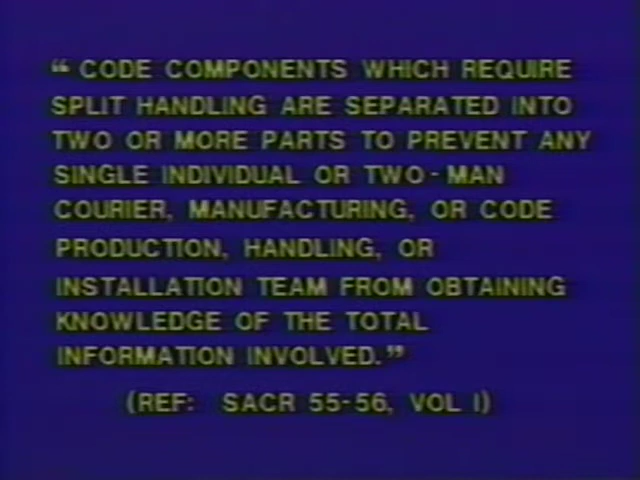 “ CODE COMPONENTS WHICH REQUIRE
SPLIT HANDLING ARE SEPARATED INTO
TWO OR MORE PARTS TO PREVENT ANY
SINGLE INDIVIDUAL OR TWO-MAN
COURIER, MANUFACTURING, OR CODE
PRODUCTION, HANDLING, OR
INSTALLATION TEAM FROM OBTAINING
KNOWLEDGE OF THE TOTAL
INFORMATION INVOLVED.”
(REF: SACR 55-56, VOL I)